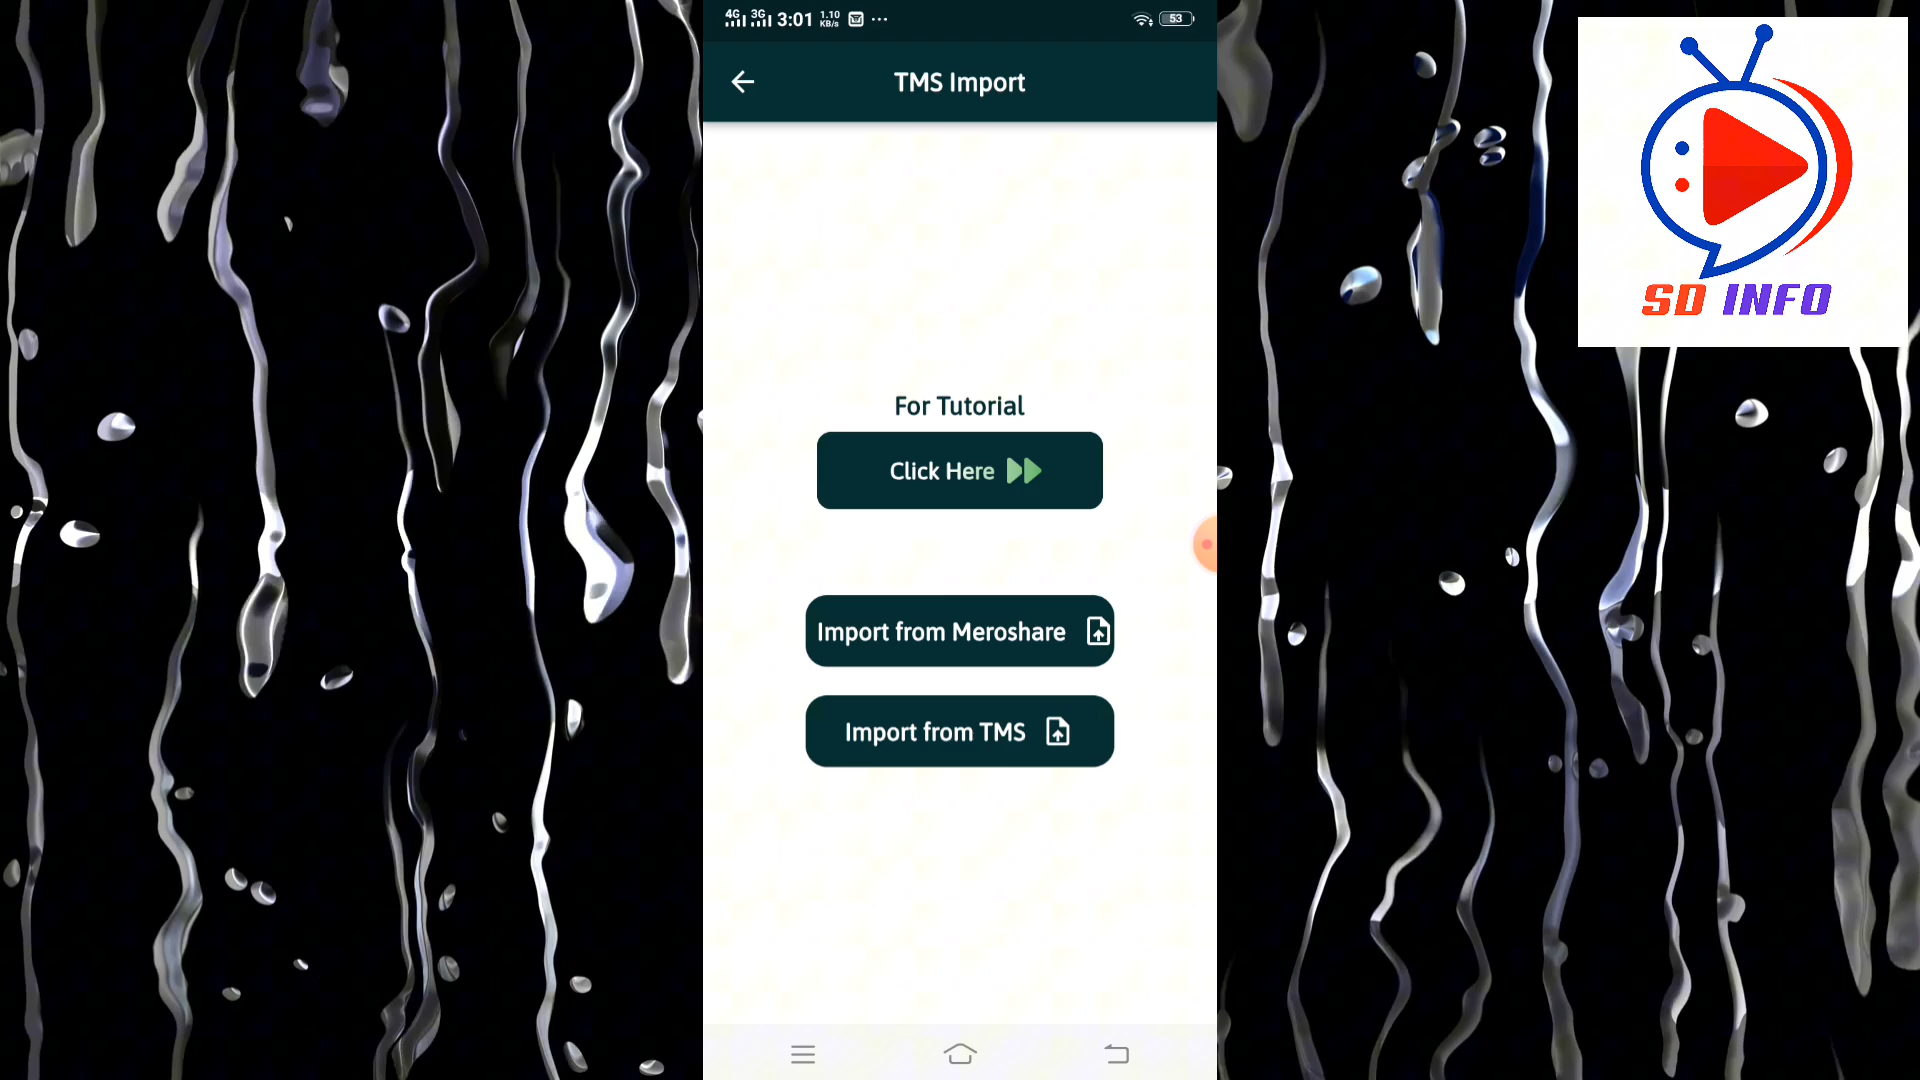 4G 3G 3:01 1.10 KB/s ... 53
TMS Import
SD INFO
For Tutorial
Click Here
Import from Meroshare
Import from TMS